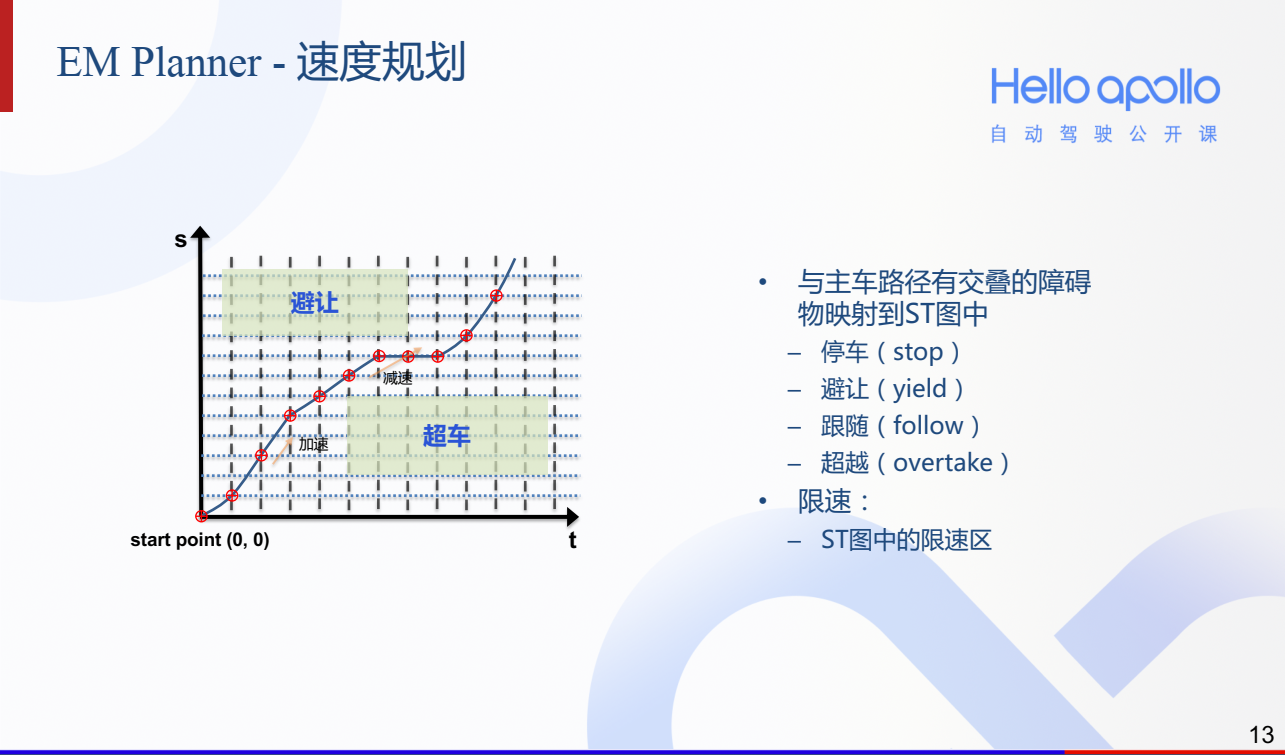 EM Planner - 速度规划
Hello apollo
自动驾驶公开课
s
避让
减速
超车
加速
start point (0, 0)
t
• 与主车路径有交叠的障碍
物映射到ST图中
– 停车（stop）
– 避让（yield）
– 跟随（follow）
– 超越（overtake）
• 限速：
– ST图中的限速区
13